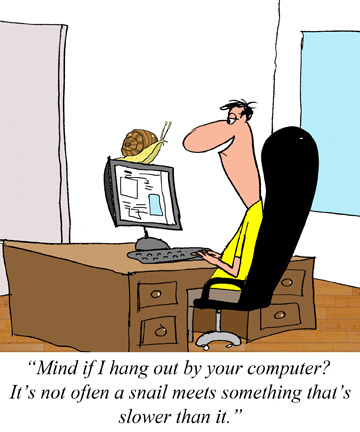 “Mind if I hang out by your computer?
It’s not often a snail meets something that’s
slower than it.”